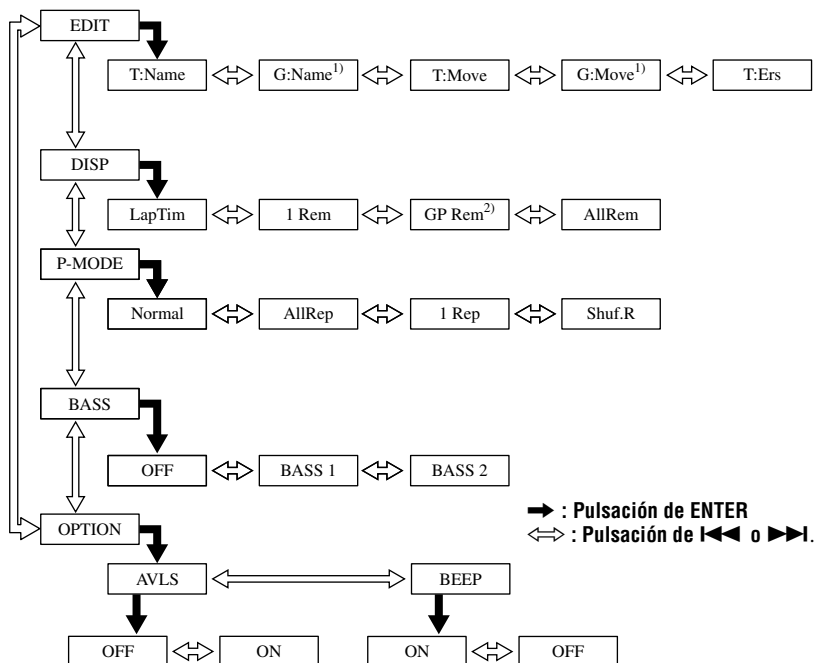 EDIT
T:Name G:Name1) T:Move G:Move1) T:Ers
DISP
LapTim 1 Rem GP Rem2) AllRem
P-MODE
Normal AllRep 1 Rep Shuf.R
BASS
OFF BASS 1 BASS 2
: Pulsación de ENTER
OPTION
: Pulsación de o .
AVLS BEEP
OFF ON ON OFF